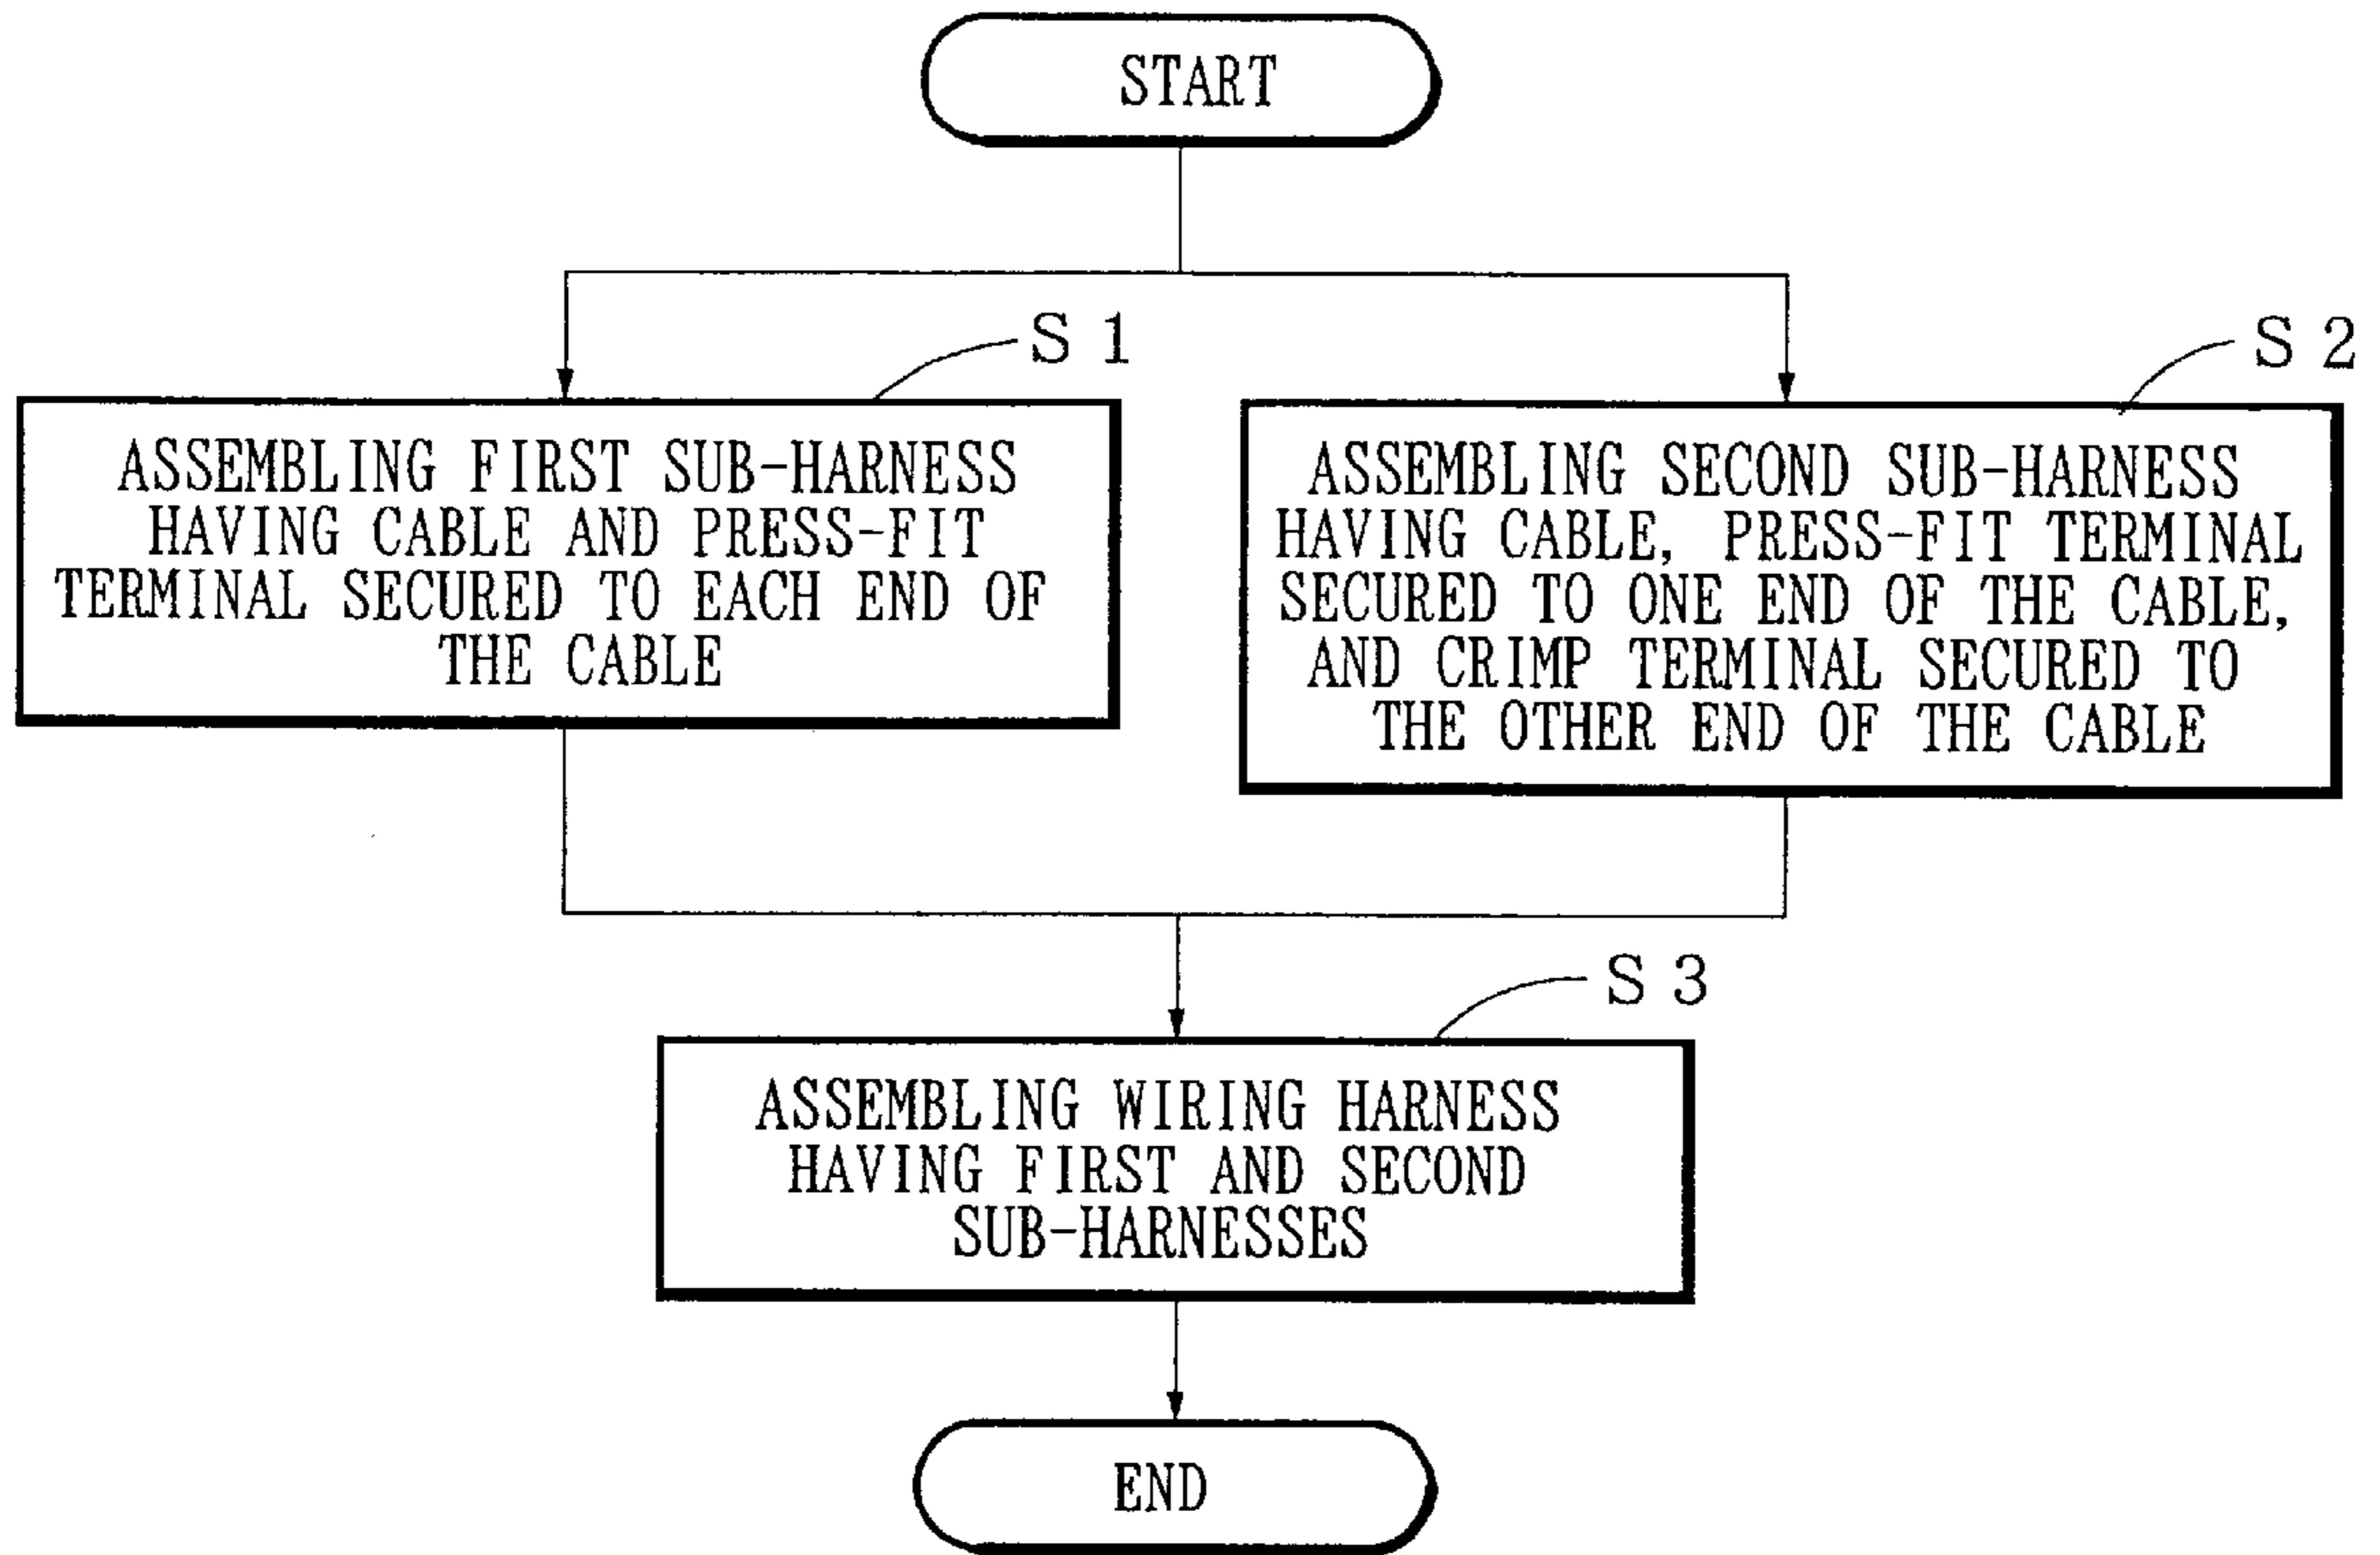 START
S 1
ASSEMBLING FIRST SUB-HARNESS
HAVING CABLE AND PRESS-FIT
TERMINAL SECURED TO EACH END OF
THE CABLE
S 2
ASSEMBLING SECOND SUB-HARNESS
HAVING CABLE, PRESS-FIT TERMINAL
SECURED TO ONE END OF THE CABLE,
AND CRIMP TERMINAL SECURED TO
THE OTHER END OF THE CABLE
S 3
ASSEMBLING WIRING HARNESS
HAVING FIRST AND SECOND
SUB-HARNESSES
END